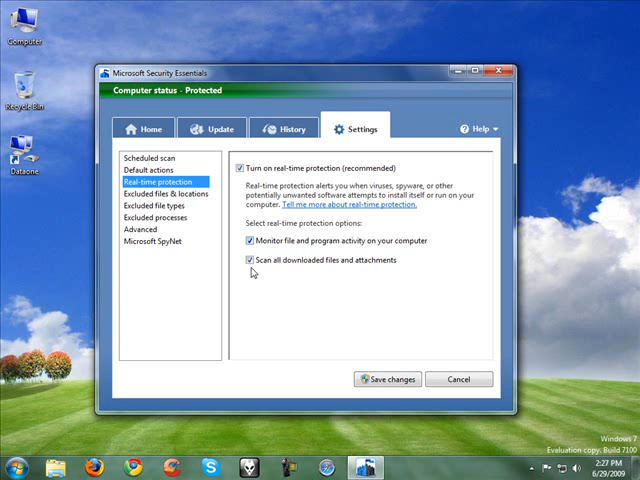 Computer
Recycle Bin
Dataone
Microsoft Security Essentials
Computer status - Protected
Home
Update
History
Settings
Help
Scheduled scan
Default actions
Real-time protection
Excluded files & locations
Excluded file types
Excluded processes
Advanced
Microsoft SpyNet
Turn on real-time protection (recommended)
Real-time protection alerts you when viruses, spyware, or other
potentially unwanted software attempts to install itself or run on your
computer. Tell me more about real-time protection.
Select real-time protection options:
Monitor file and program activity on your computer
Scan all downloaded files and attachments
Save changes
Cancel
Windows 7
Evaluation copy. Build 7100
2:27 PM
6/29/2009